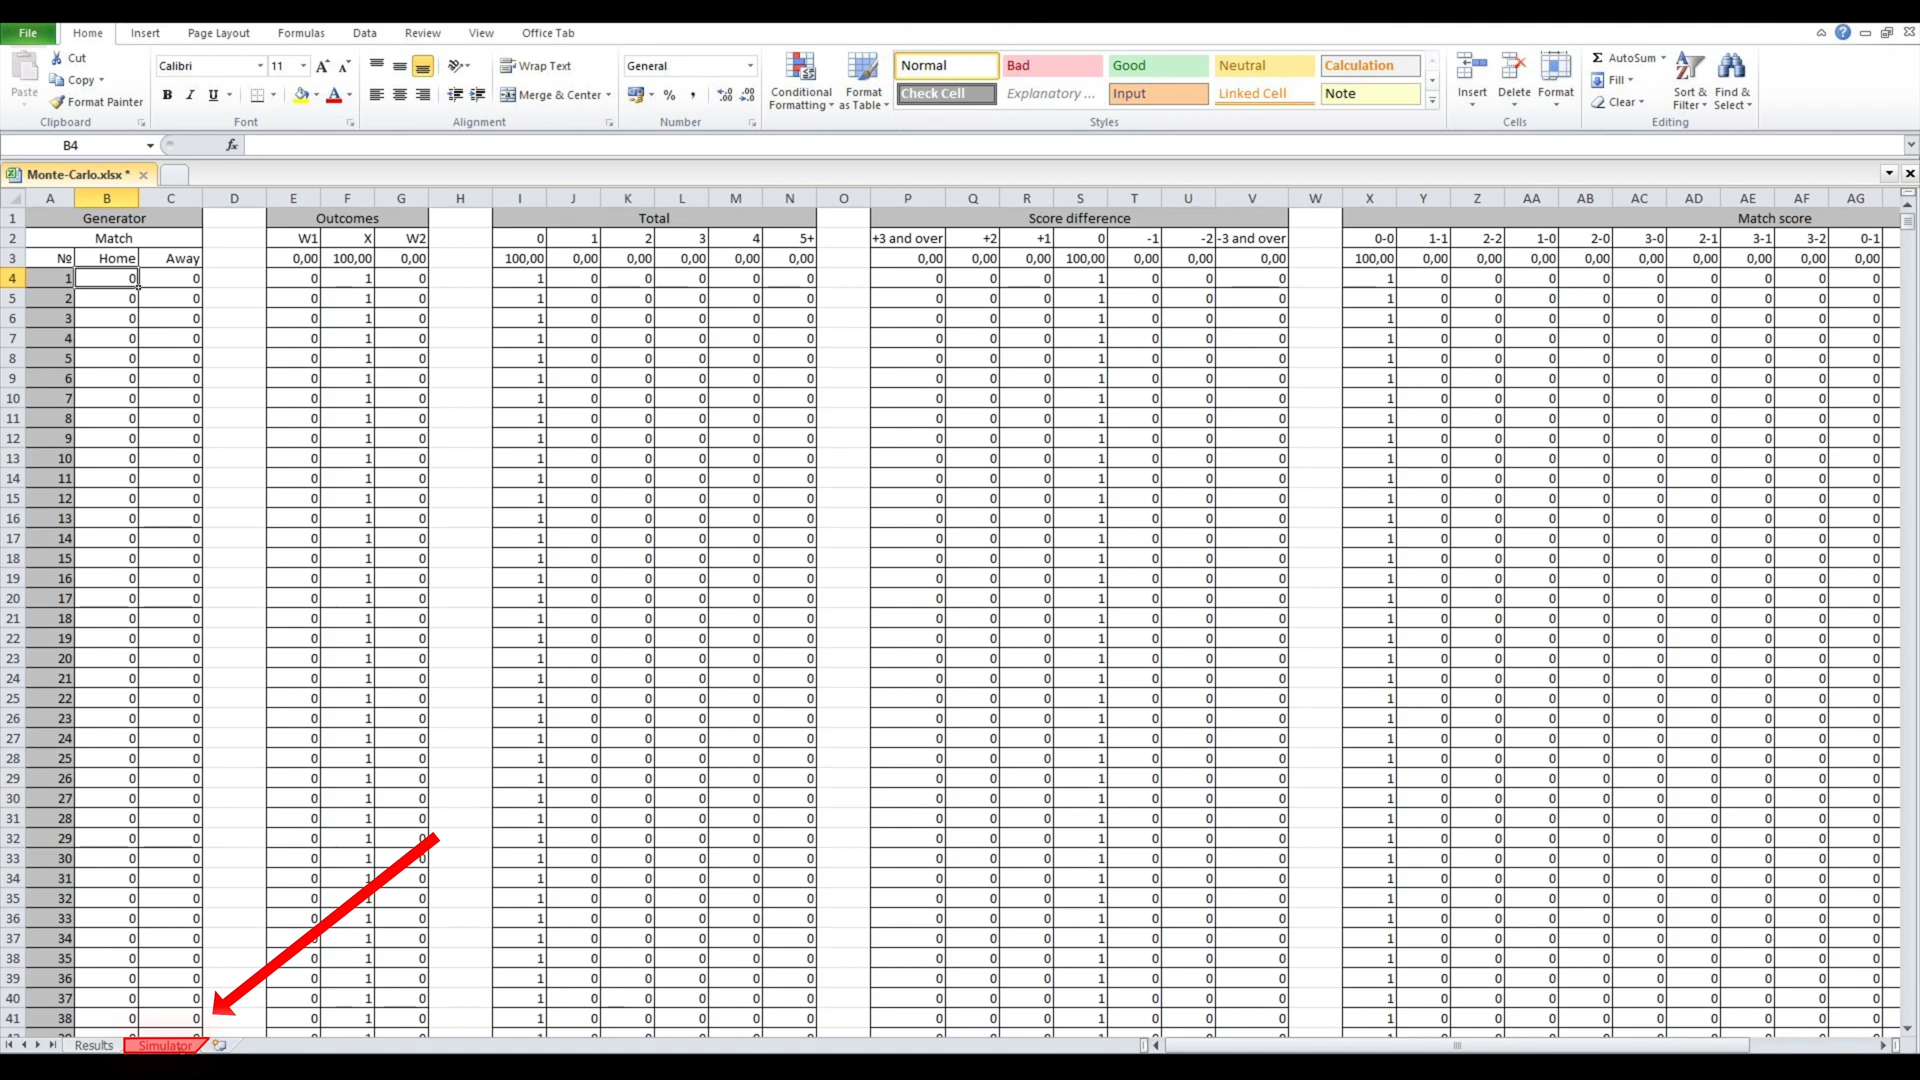 File Home Insert Page Layout Formulas Data Review View Office Tab
Paste Cut Calibri 11 Wrap Text General Conditional Formatting Format as Table Normal Bad Good Neutral Calculation Insert Delete Format AutoSum Sort & Filter Find & Select
Copy Fill
Format Painter B I U Merge & Center % , Check Cell Explanatory ... Input Linked Cell Note Clear
Clipboard Font Alignment Number Styles Cells Editing
B4 fx
Monte-Carlo.xlsx *
A B C D E F G H I J K L M N O P Q R S T U V W X Y Z AA AB AC AD AE AF AG
1 Generator Outcomes Total Score difference Match score
2 Match W1 X W2 0 1 2 3 4 5+ +3 and over +2 +1 0 -1 -2 -3 and over 0-0 1-1 2-2 1-0 2-0 3-0 2-1 3-1 3-2 0-1
3 № Home Away 0,00 100,00 0,00 100,00 0,00 0,00 0,00 0,00 0,00 0,00 0,00 0,00 100,00 0,00 0,00 0,00 100,00 0,00 0,00 0,00 0,00 0,00 0,00 0,00 0,00 0,00
4 1 0 0 0 1 0 1 0 0 0 0 0 0 0 0 1 0 0 0 1 0 0 0 0 0 0 0 0 0
5 2 0 0 0 1 0 1 0 0 0 0 0 0 0 0 1 0 0 0 1 0 0 0 0 0 0 0 0 0
6 3 0 0 0 1 0 1 0 0 0 0 0 0 0 0 1 0 0 0 1 0 0 0 0 0 0 0 0 0
7 4 0 0 0 1 0 1 0 0 0 0 0 0 0 0 1 0 0 0 1 0 0 0 0 0 0 0 0 0
8 5 0 0 0 1 0 1 0 0 0 0 0 0 0 0 1 0 0 0 1 0 0 0 0 0 0 0 0 0
9 6 0 0 0 1 0 1 0 0 0 0 0 0 0 0 1 0 0 0 1 0 0 0 0 0 0 0 0 0
10 7 0 0 0 1 0 1 0 0 0 0 0 0 0 0 1 0 0 0 1 0 0 0 0 0 0 0 0 0
11 8 0 0 0 1 0 1 0 0 0 0 0 0 0 0 1 0 0 0 1 0 0 0 0 0 0 0 0 0
12 9 0 0 0 1 0 1 0 0 0 0 0 0 0 0 1 0 0 0 1 0 0 0 0 0 0 0 0 0
13 10 0 0 0 1 0 1 0 0 0 0 0 0 0 0 1 0 0 0 1 0 0 0 0 0 0 0 0 0
14 11 0 0 0 1 0 1 0 0 0 0 0 0 0 0 1 0 0 0 1 0 0 0 0 0 0 0 0 0
15 12 0 0 0 1 0 1 0 0 0 0 0 0 0 0 1 0 0 0 1 0 0 0 0 0 0 0 0 0
16 13 0 0 0 1 0 1 0 0 0 0 0 0 0 0 1 0 0 0 1 0 0 0 0 0 0 0 0 0
17 14 0 0 0 1 0 1 0 0 0 0 0 0 0 0 1 0 0 0 1 0 0 0 0 0 0 0 0 0
18 15 0 0 0 1 0 1 0 0 0 0 0 0 0 0 1 0 0 0 1 0 0 0 0 0 0 0 0 0
19 16 0 0 0 1 0 1 0 0 0 0 0 0 0 0 1 0 0 0 1 0 0 0 0 0 0 0 0 0
20 17 0 0 0 1 0 1 0 0 0 0 0 0 0 0 1 0 0 0 1 0 0 0 0 0 0 0 0 0
21 18 0 0 0 1 0 1 0 0 0 0 0 0 0 0 1 0 0 0 1 0 0 0 0 0 0 0 0 0
22 19 0 0 0 1 0 1 0 0 0 0 0 0 0 0 1 0 0 0 1 0 0 0 0 0 0 0 0 0
23 20 0 0 0 1 0 1 0 0 0 0 0 0 0 0 1 0 0 0 1 0 0 0 0 0 0 0 0 0
24 21 0 0 0 1 0 1 0 0 0 0 0 0 0 0 1 0 0 0 1 0 0 0 0 0 0 0 0 0
25 22 0 0 0 1 0 1 0 0 0 0 0 0 0 0 1 0 0 0 1 0 0 0 0 0 0 0 0 0
26 23 0 0 0 1 0 1 0 0 0 0 0 0 0 0 1 0 0 0 1 0 0 0 0 0 0 0 0 0
27 24 0 0 0 1 0 1 0 0 0 0 0 0 0 0 1 0 0 0 1 0 0 0 0 0 0 0 0 0
28 25 0 0 0 1 0 1 0 0 0 0 0 0 0 0 1 0 0 0 1 0 0 0 0 0 0 0 0 0
29 26 0 0 0 1 0 1 0 0 0 0 0 0 0 0 1 0 0 0 1 0 0 0 0 0 0 0 0 0
30 27 0 0 0 1 0 1 0 0 0 0 0 0 0 0 1 0 0 0 1 0 0 0 0 0 0 0 0 0
31 28 0 0 0 1 0 1 0 0 0 0 0 0 0 0 1 0 0 0 1 0 0 0 0 0 0 0 0 0
32 29 0 0 0 1 0 1 0 0 0 0 0 0 0 0 1 0 0 0 1 0 0 0 0 0 0 0 0 0
33 30 0 0 0 1 0 1 0 0 0 0 0 0 0 0 1 0 0 0 1 0 0 0 0 0 0 0 0 0
34 31 0 0 0 1 0 1 0 0 0 0 0 0 0 0 1 0 0 0 1 0 0 0 0 0 0 0 0 0
35 32 0 0 0 1 0 1 0 0 0 0 0 0 0 0 1 0 0 0 1 0 0 0 0 0 0 0 0 0
36 33 0 0 0 1 0 1 0 0 0 0 0 0 0 0 1 0 0 0 1 0 0 0 0 0 0 0 0 0
37 34 0 0 0 1 0 1 0 0 0 0 0 0 0 0 1 0 0 0 1 0 0 0 0 0 0 0 0 0
38 35 0 0 0 1 0 1 0 0 0 0 0 0 0 0 1 0 0 0 1 0 0 0 0 0 0 0 0 0
39 36 0 0 0 1 0 1 0 0 0 0 0 0 0 0 1 0 0 0 1 0 0 0 0 0 0 0 0 0
40 37 0 0 0 1 0 1 0 0 0 0 0 0 0 0 1 0 0 0 1 0 0 0 0 0 0 0 0 0
41 38 0 0 0 1 0 1 0 0 0 0 0 0 0 0 1 0 0 0 1 0 0 0 0 0 0 0 0 0
Results Simulator